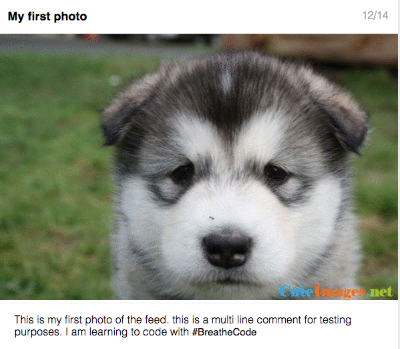 My first photo
12/14
CuteImages.net
This is my first photo of the feed. this is a multi line comment for testing
purposes. I am learning to code with #BreatheCode